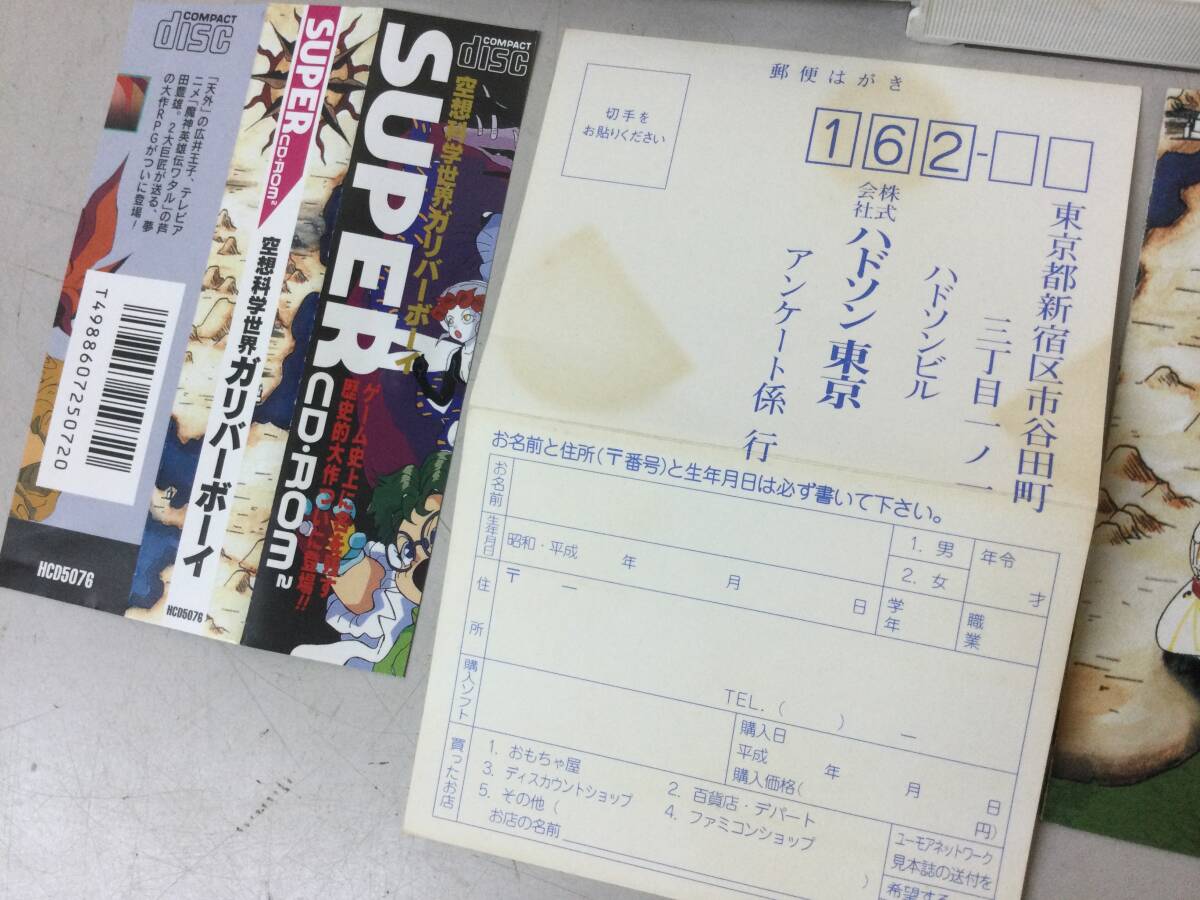 COMPACT
disc
「天外」の広井王子、テレビア
ニメ「魔神英雄伝ワタル」の芦
田豊雄。2大巨匠が送る、夢
の大作RPGがついに登場!
T4988607250720
HCD5076
SUPER CD-ROM²
空想科学世界
ガリバーボーイ
HCD5076
COMPACT
disc
空想科学世界ガリバーボーイ
SUPER CD-ROM²
ゲーム史上に名を残す
歴史的大作ついに登場!!
郵便はがき
切手を
お貼りください
162-
東京都新宿区市谷田町
三丁目一ノ一
ハドソンビル
株式会社 ハドソン 東京
アンケート係 行
お名前と住所(〒番号)と生年月日は必ず書いて下さい。
お名前
1. 男
2. 女
年令
才
生年月日
昭和・平成 年 月 日
学年
職業
住所
〒 ―
TEL. ( ) ―
購入ソフト
購入日
平成 年 月 日
購入価格( 円)
買ったお店
1. おもちゃ屋
2. 百貨店・デパート
3. ディスカウントショップ
4. ファミコンショップ
5. その他( )
お店の名前
ユーモアネットワーク
見本誌の送付を
希望する